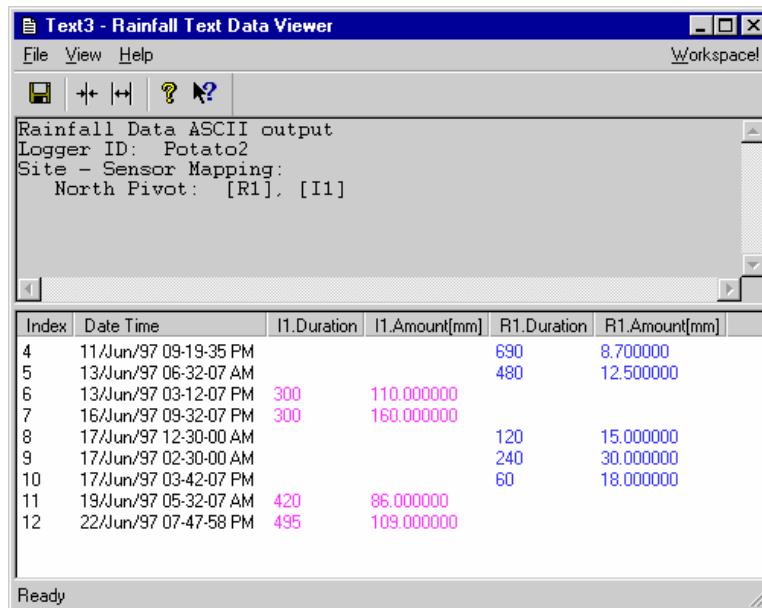 Text3 - Rainfall Text Data Viewer
File View Help Workspace!
Rainfall Data ASCII output
Logger ID: Potato2
Site - Sensor Mapping:
North Pivot: [R1], [I1]
Index Date Time I1.Duration I1.Amount[mm] R1.Duration R1.Amount[mm]
4 11/Jun/97 09-19-35 PM 690 8.700000
5 13/Jun/97 06-32-07 AM 480 12.500000
6 13/Jun/97 03-12-07 PM 300 110.000000
7 16/Jun/97 09-32-07 PM 300 160.000000
8 17/Jun/97 12-30-00 AM 120 15.000000
9 17/Jun/97 02-30-00 AM 240 30.000000
10 17/Jun/97 03-42-07 PM 60 18.000000
11 19/Jun/97 05-32-07 AM 420 86.000000
12 22/Jun/97 07-47-58 PM 495 109.000000
Ready